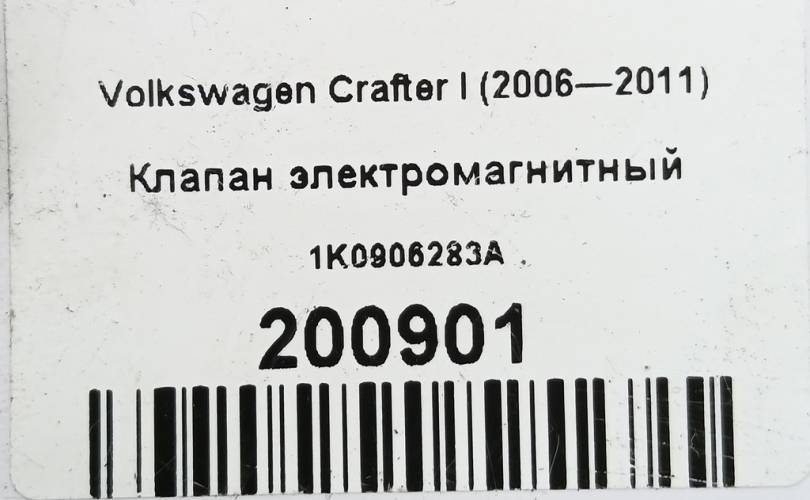 Volkswagen Crafter I (2006—2011)
Клапан электромагнитный
1K0906283A
200901